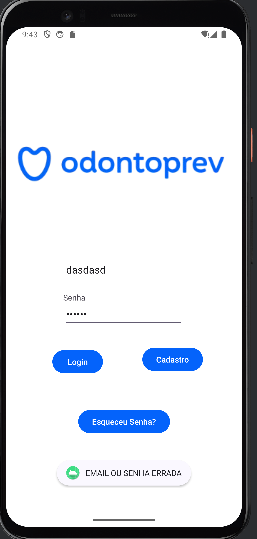 9:43
odontoprev
dasdasd
Senha
••••••
Login
Cadastro
Esqueceu Senha?
EMAIL OU SENHA ERRADA